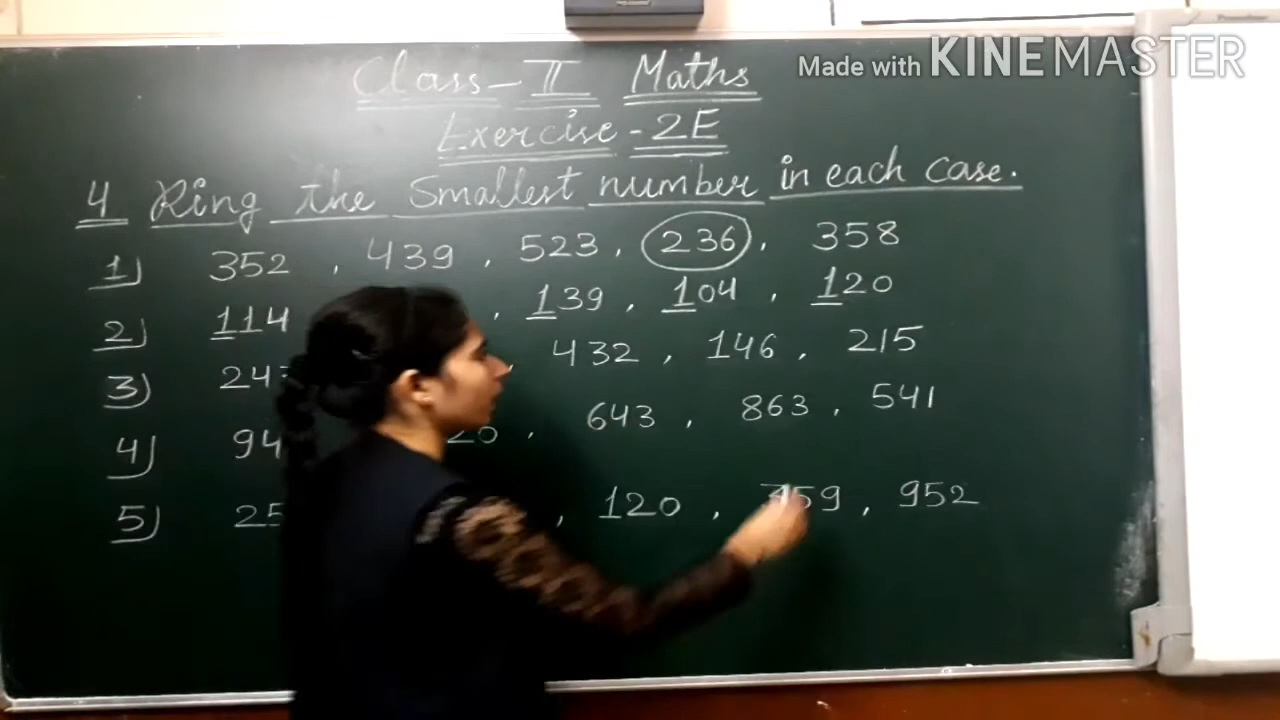 Made with KINEMASTER
Class-II Maths
Exercise-2E
4 Ring the Smallest number in each case.
1) 352 , 439 , 523 , 236 , 358
2) 114 , 139 , 104 , 120
3) 432 , 146 , 215
4) 643 , 863 , 541
5) , 120 , 952